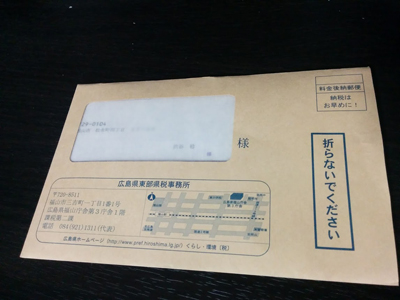 料金後納郵便
納税は
お早めに!
様
折らないでください
広島県東部県税事務所
〒720-8511
福山市三吉町一丁目1番1号
広島県福山庁舎第3庁舎1階
課税第二課
電話 084(921)1311(代表)
広島県ホームページ (http://www.pref.hiroshima.lg.jp) くらし・環境 (税)